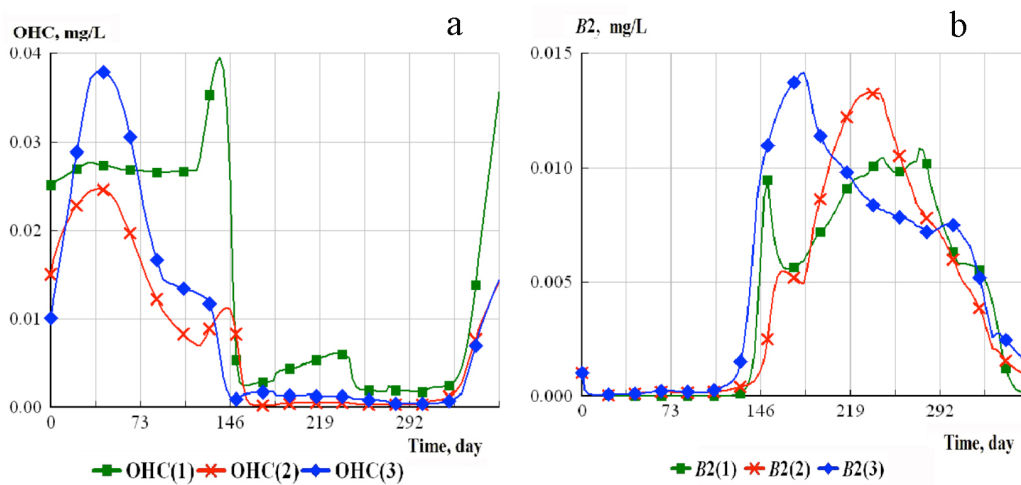 OHC, mg/L
a
0.04
0.03
0.02
0.01
0.00
0
73
146
219
292
Time, day
OHC(1) OHC(2) OHC(3)
B2, mg/L
b
0.015
0.010
0.005
0.000
0
73
146
219
292
Time, day
B2(1) B2(2) B2(3)